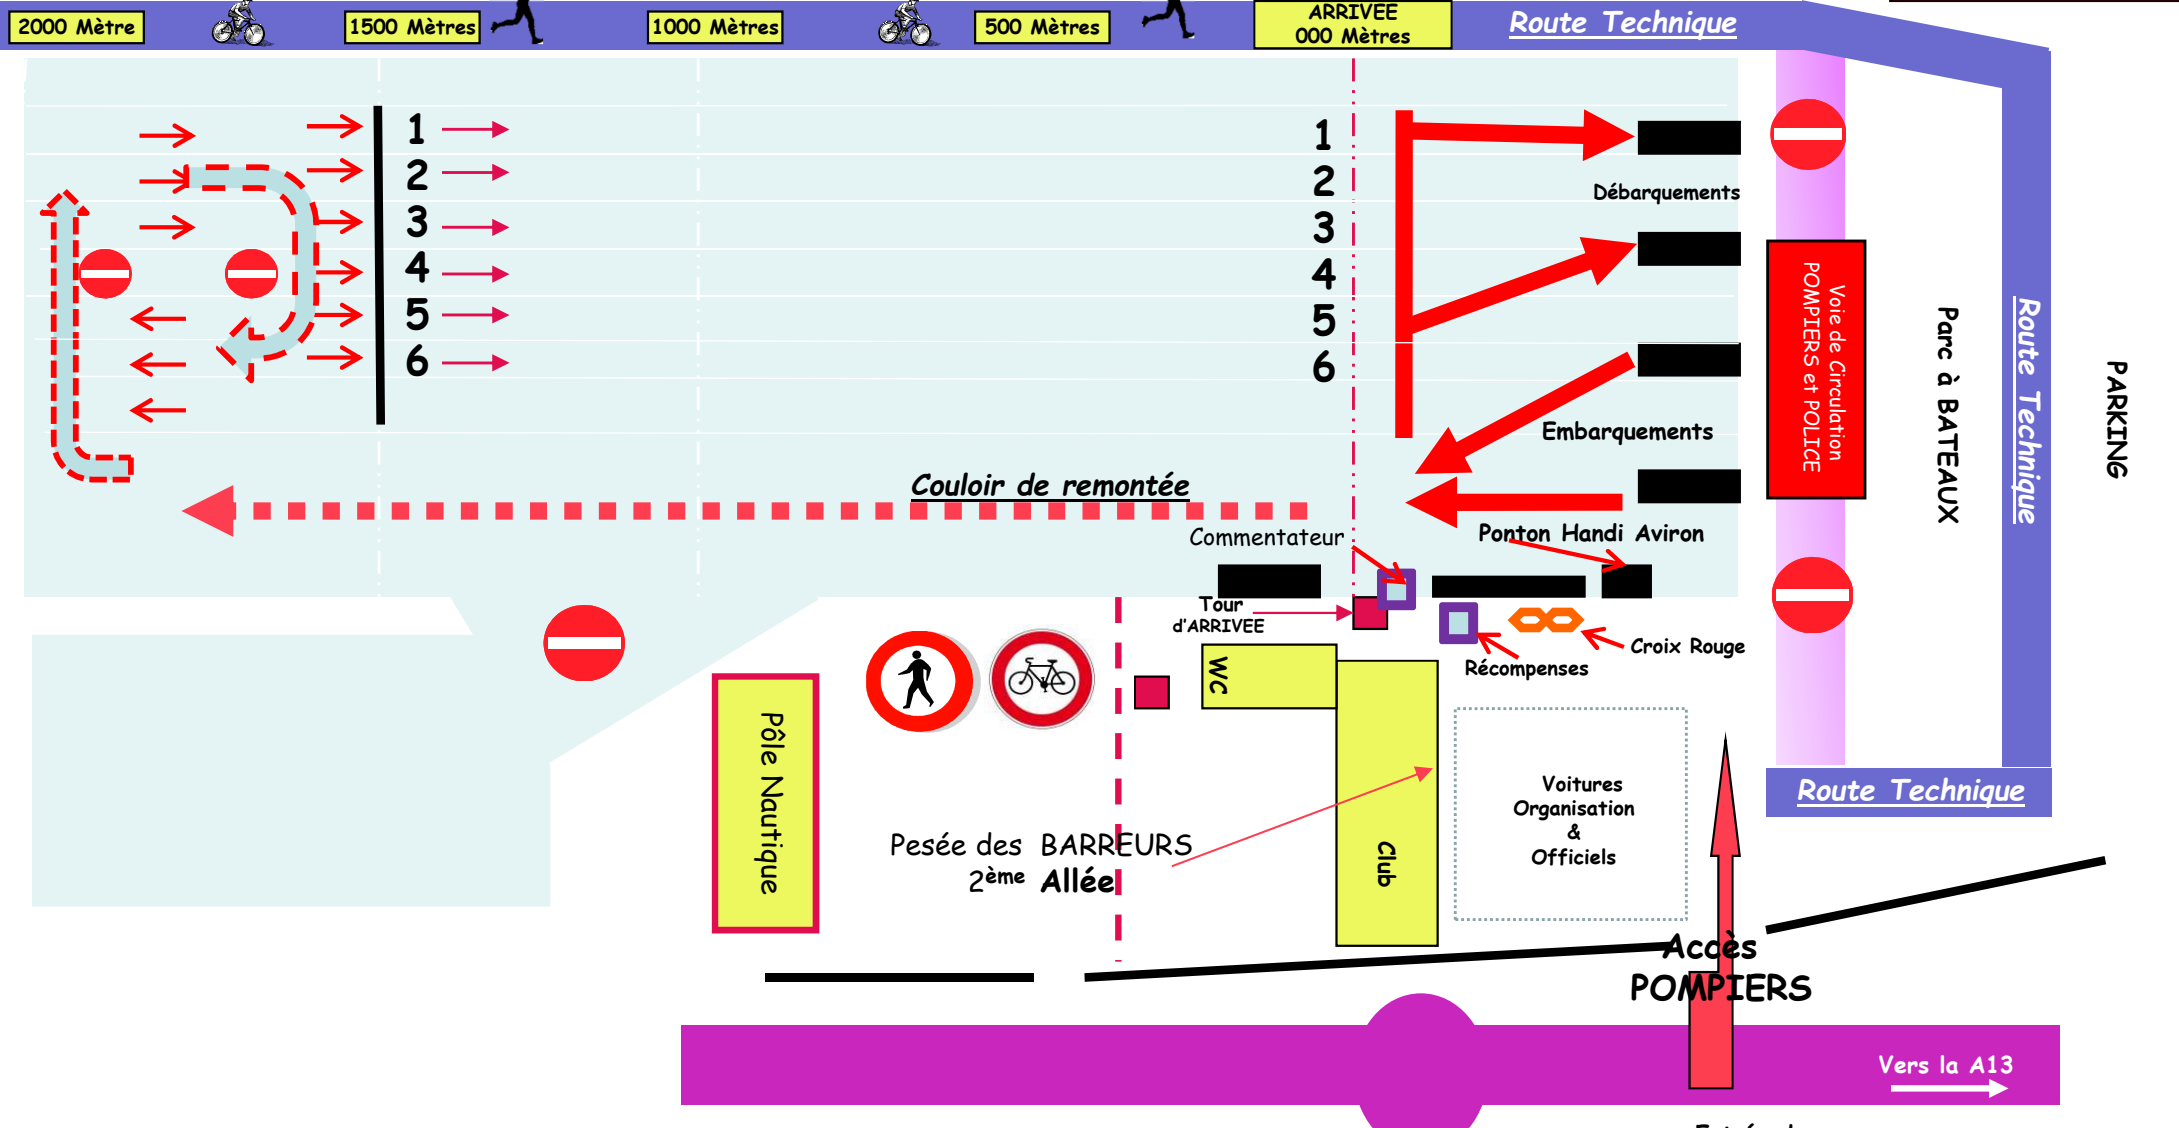 2000 Mètre
1500 Mètres
1000 Mètres
500 Mètres
ARRIVEE
000 Mètres
Route Technique
1
2
3
4
5
6
1
2
3
4
5
6
Débarquements
Embarquements
Couloir de remontée
Commentateur
Ponton Handi Aviron
Tour
d'ARRIVEE
Croix Rouge
Récompenses
WC
Club
Pôle Nautique
Pesée des BARREURS
2ème Allée
Voitures
Organisation
&
Officiels
Voie de Circulation
POMPIERS et POLICE
Parc à BATEAUX
Route Technique
PARKING
Route Technique
Accès
POMPIERS
Vers la A13